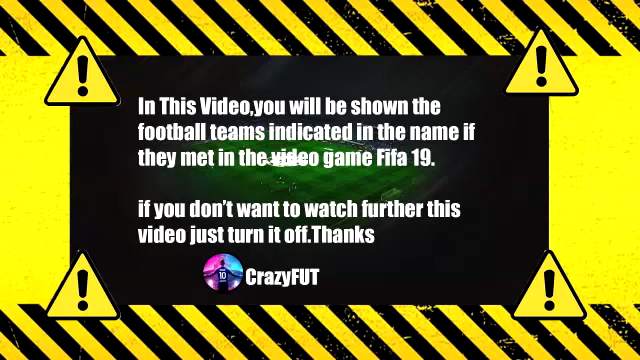 In This Video,you will be shown the
football teams indicated in the name if
they met in the video game Fifa 19.
if you don't want to watch further this
video just turn it off.Thanks
10
CrazyFUT